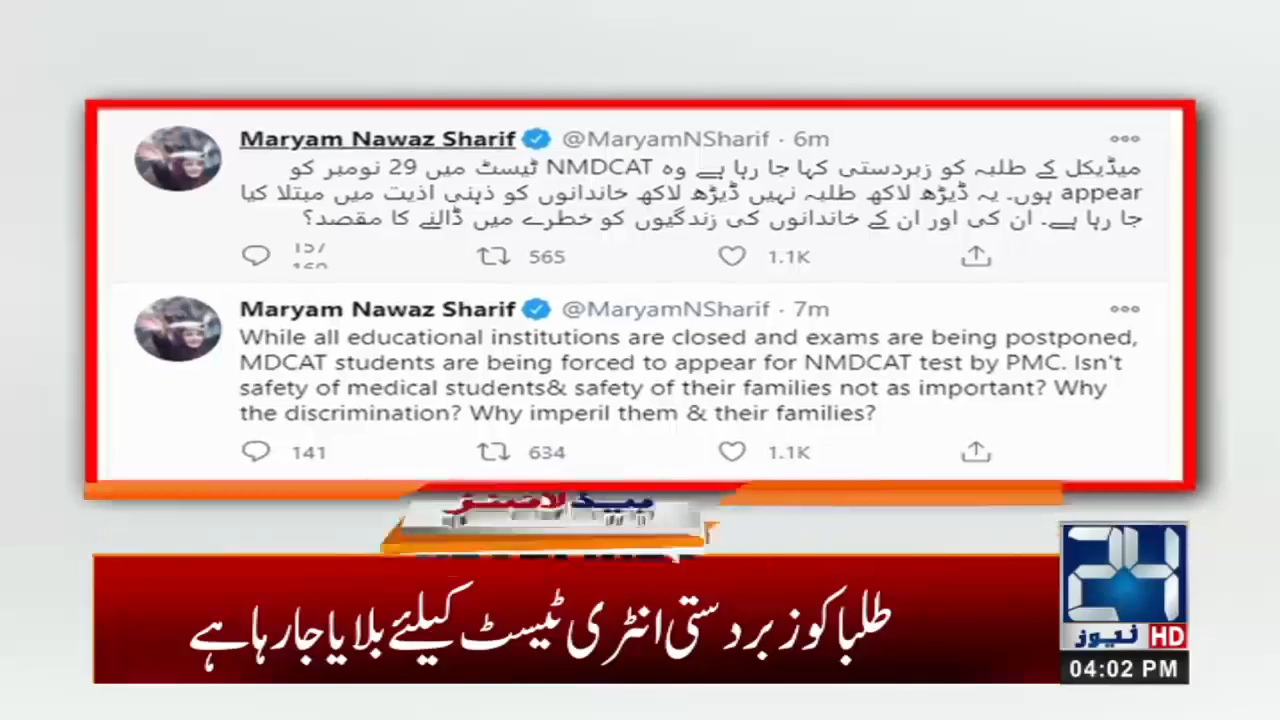 Maryam Nawaz Sharif @MaryamNSharif · 6m
میڈیکل کے طلبہ کو زبردستی کہا جا رہا ہے وہ NMDCAT ٹیسٹ میں 29 نومبر کو
appear ہوں۔ یہ ڈیڑھ لاکھ طلبہ نہیں ڈیڑھ لاکھ خاندانوں کو ذہنی اذیت میں مبتلا کیا
جا رہا ہے۔ ان کی اور ان کے خاندانوں کی زندگیوں کو خطرے میں ڈالنے کا مقصد؟
565 1.1K
Maryam Nawaz Sharif @MaryamNSharif · 7m
While all educational institutions are closed and exams are being postponed,
MDCAT students are being forced to appear for NMDCAT test by PMC. Isn't
safety of medical students& safety of their families not as important? Why
the discrimination? Why imperil them & their families?
141 634 1.1K
ہیڈ لائنز
طلبا کو زبردستی انٹری ٹیسٹ کیلئے بلایا جا رہا ہے
24
نیوز HD
04:02 PM